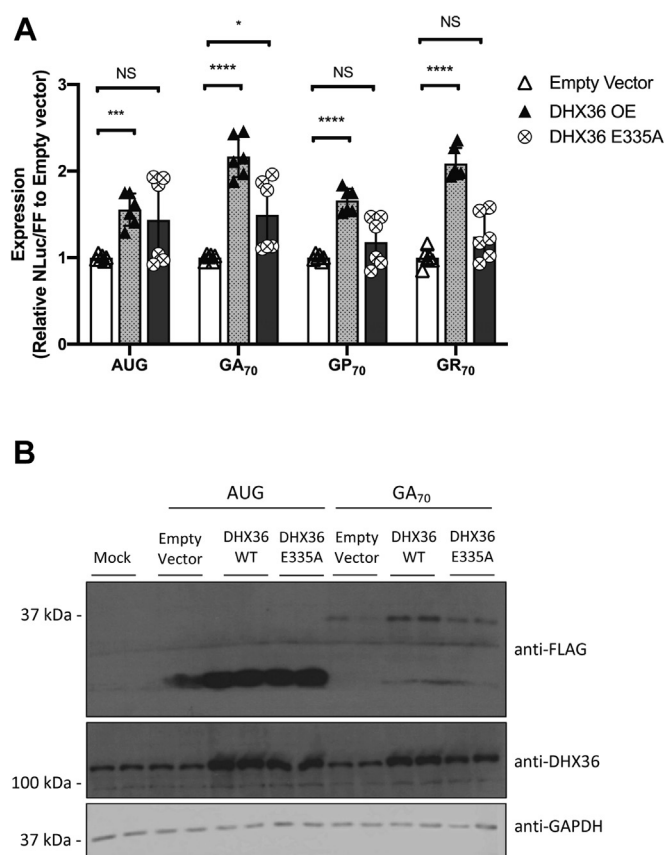 A
NS
***
*
****
NS
****
NS
****
Empty Vector
DHX36 OE
DHX36 E335A
Expression
(Relative NLuc/FF to Empty vector)
3
2
1
0
AUG
GA₇₀
GP₇₀
GR₇₀
B
AUG
GA₇₀
Mock
Empty
Vector
DHX36
WT
DHX36
E335A
Empty
Vector
DHX36
WT
DHX36
E335A
37 kDa -
anti-FLAG
anti-DHX36
100 kDa -
anti-GAPDH
37 kDa -